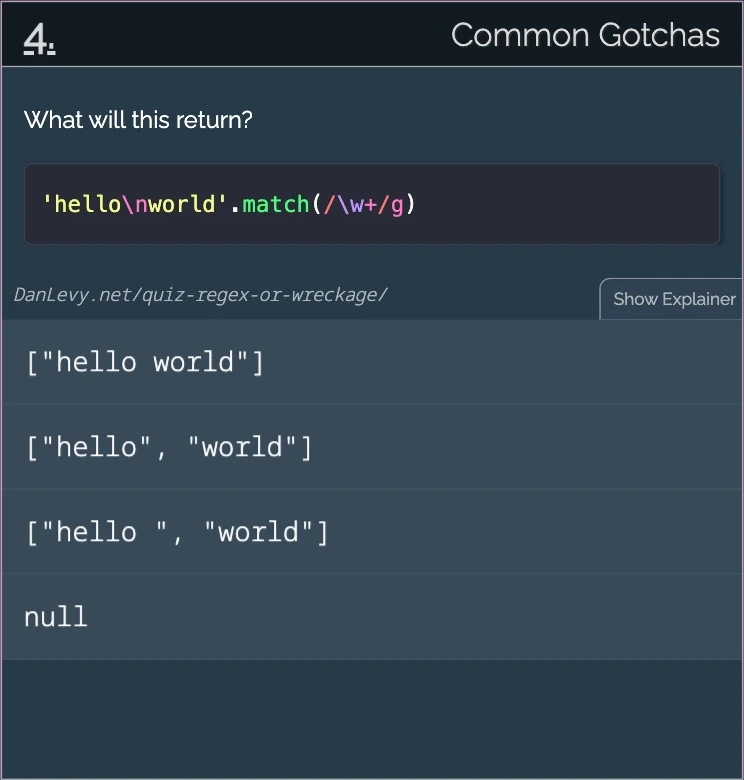 4.
Common Gotchas
What will this return?
'hello\nworld'.match(/\w+/g)
DanLevy.net/quiz-regex-or-wreckage/
Show Explainer
["hello world"]
["hello", "world"]
["hello ", "world"]
null